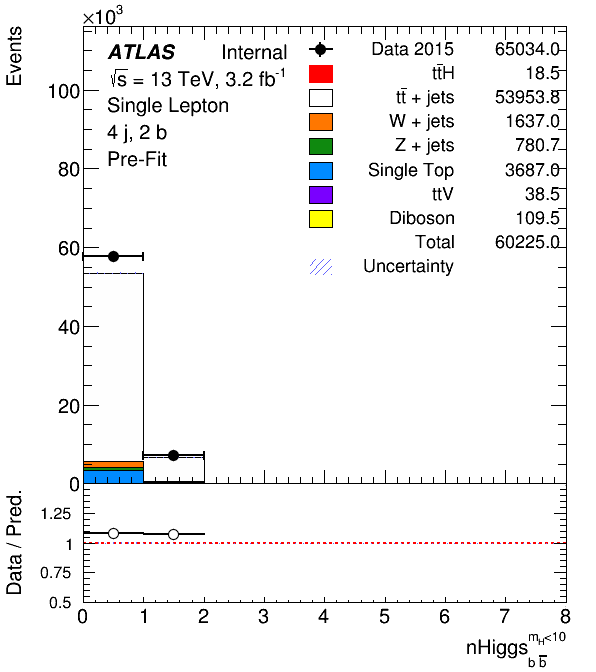 ×10³
Events
ATLAS Internal
√s = 13 TeV, 3.2 fb⁻¹
Single Lepton
4 j, 2 b
Pre-Fit
Data 2015 65034.0
tt̄H 18.5
tt̄ + jets 53953.8
W + jets 1637.0
Z + jets 780.7
Single Top 3687.0
ttV 38.5
Diboson 109.5
Total 60225.0
Uncertainty
100
80
60
40
20
0
Data / Pred.
1.25
1
0.75
0.5
0 1 2 3 4 5 6 7 8
nHiggs m_H<10 b b̄